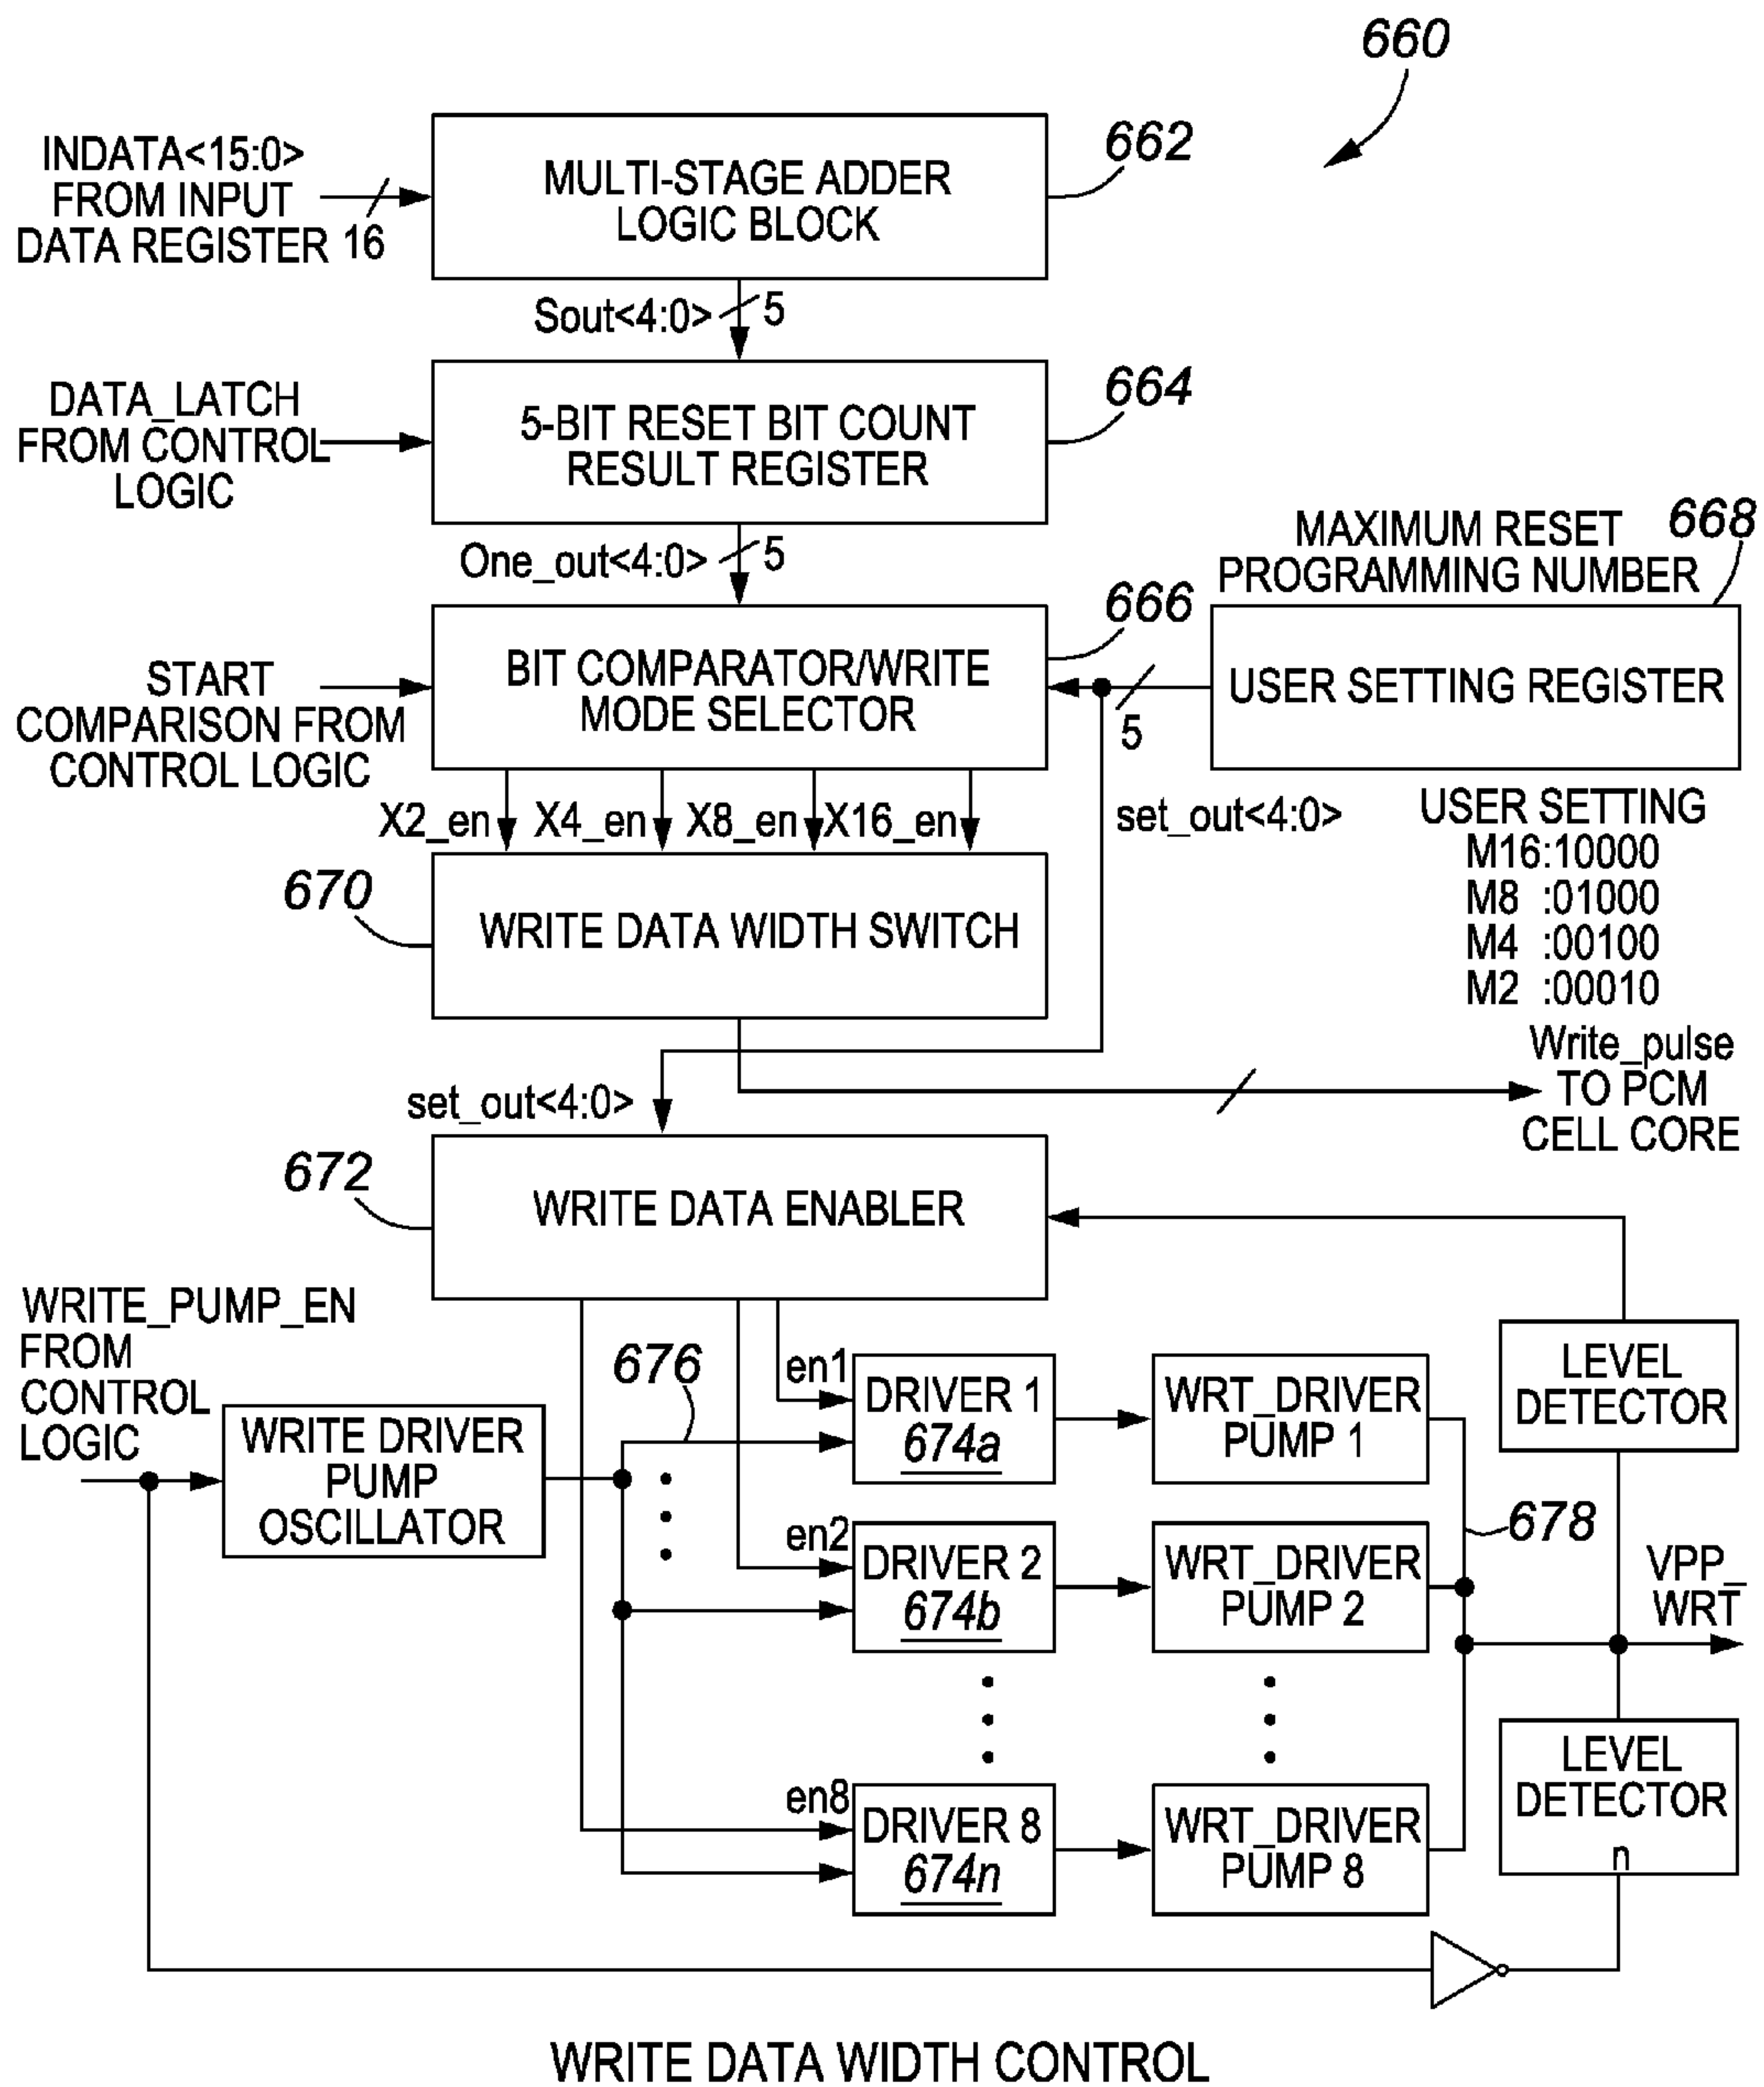 660
INDATA<15:0>
FROM INPUT
DATA REGISTER 16
MULTI-STAGE ADDER
LOGIC BLOCK
662
Sout<4:0>
5
DATA_LATCH
FROM CONTROL
LOGIC
5-BIT RESET BIT COUNT
RESULT REGISTER
664
One_out<4:0>
5
MAXIMUM RESET
PROGRAMMING NUMBER
668
START
COMPARISON FROM
CONTROL LOGIC
BIT COMPARATOR/WRITE
MODE SELECTOR
666
5
USER SETTING REGISTER
X2_en
X4_en
X8_en
X16_en
set_out<4:0>
USER SETTING
M16:10000
M8 :01000
M4 :00100
M2 :00010
670
WRITE DATA WIDTH SWITCH
Write_pulse
TO PCM
CELL CORE
set_out<4:0>
672
WRITE DATA ENABLER
WRITE_PUMP_EN
FROM
CONTROL
LOGIC
WRITE DRIVER
PUMP
OSCILLATOR
676
en1
DRIVER 1
674a
WRT_DRIVER
PUMP 1
LEVEL
DETECTOR
678
en2
DRIVER 2
674b
WRT_DRIVER
PUMP 2
VPP_
WRT
en8
DRIVER 8
674n
WRT_DRIVER
PUMP 8
LEVEL
DETECTOR
n
WRITE DATA WIDTH CONTROL